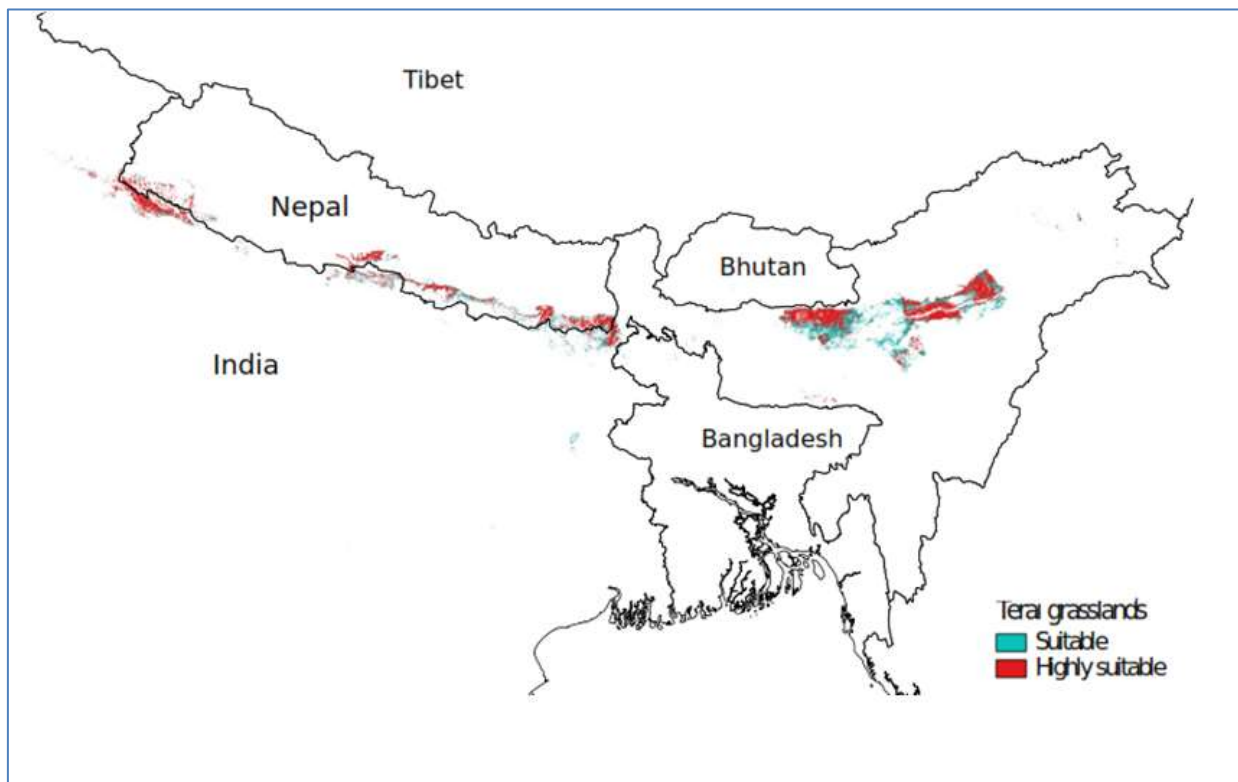 Tibet
Nepal
Bhutan
India
Bangladesh
Terai grasslands
Suitable
Highly suitable